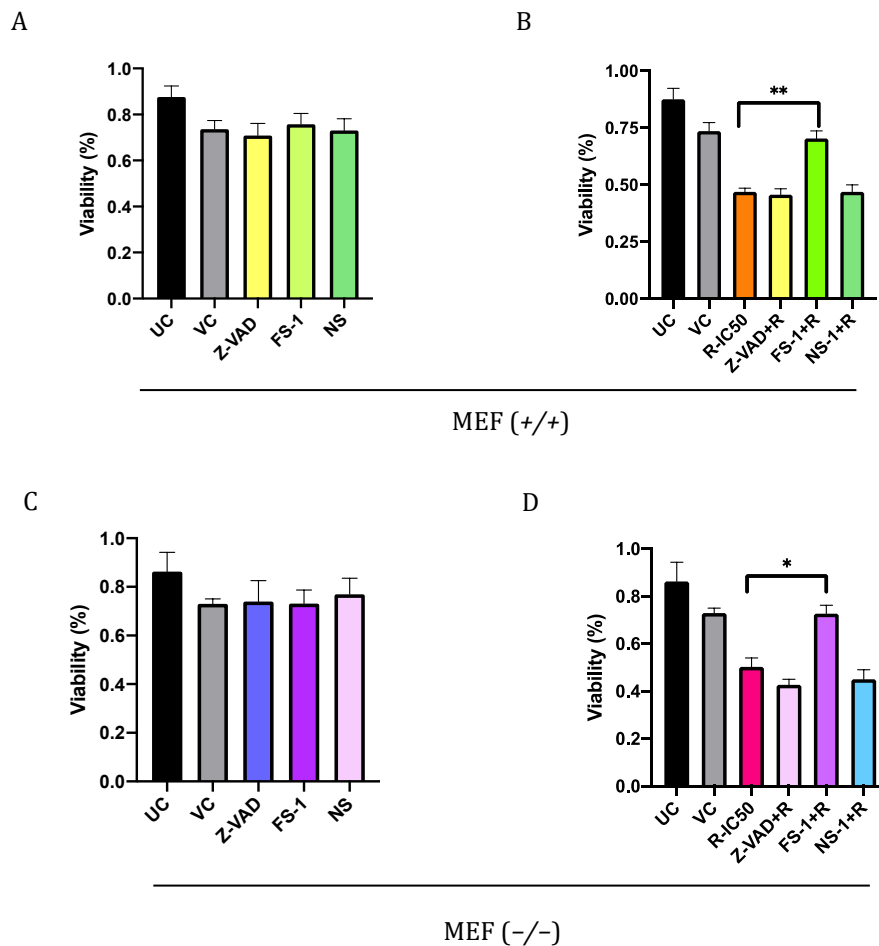 A
B
Viability (%)
1.0
0.8
0.6
0.4
0.2
0.0
UC
VC
Z-VAD
FS-1
NS
Viability (%)
1.0
0.75
0.50
0.25
0.00
**
UC
VC
R-IC50
Z-VAD+R
FS-1+R
NS-1+R
MEF (+/+)
C
D
Viability (%)
1.0
0.8
0.6
0.4
0.2
0.0
UC
VC
Z-VAD
FS-1
NS
Viability (%)
1.0
0.8
0.6
0.4
0.2
0.0
*
UC
VC
R-IC50
Z-VAD+R
FS-1+R
NS-1+R
MEF (−/−)